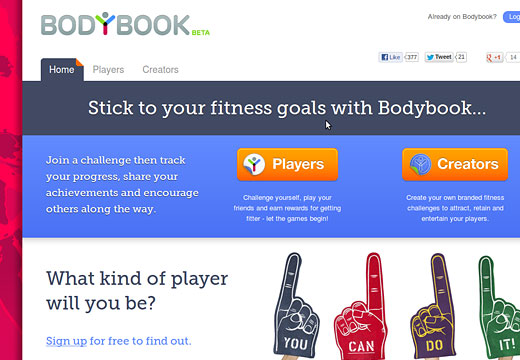 BODYBOOK BETA
Already on Bodybook?
Like 377 Tweet 21 +1 14
Home Players Creators
Stick to your fitness goals with Bodybook...
Join a challenge then track
your progress, share your
achievements and encourage
others along the way.
Players
Challenge yourself, play your
friends and earn rewards for getting
fitter - let the games begin!
Creators
Create your own branded fitness
challenges to attract, retain and
entertain your players.
What kind of player
will you be?
Sign up for free to find out.
YOU CAN DO IT!